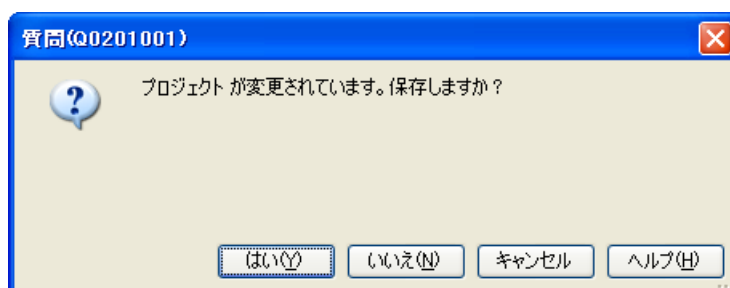 質問(Q0201001)
プロジェクト が変更されています。保存しますか？
はい(Y)
いいえ(N)
キャンセル
ヘルプ(H)